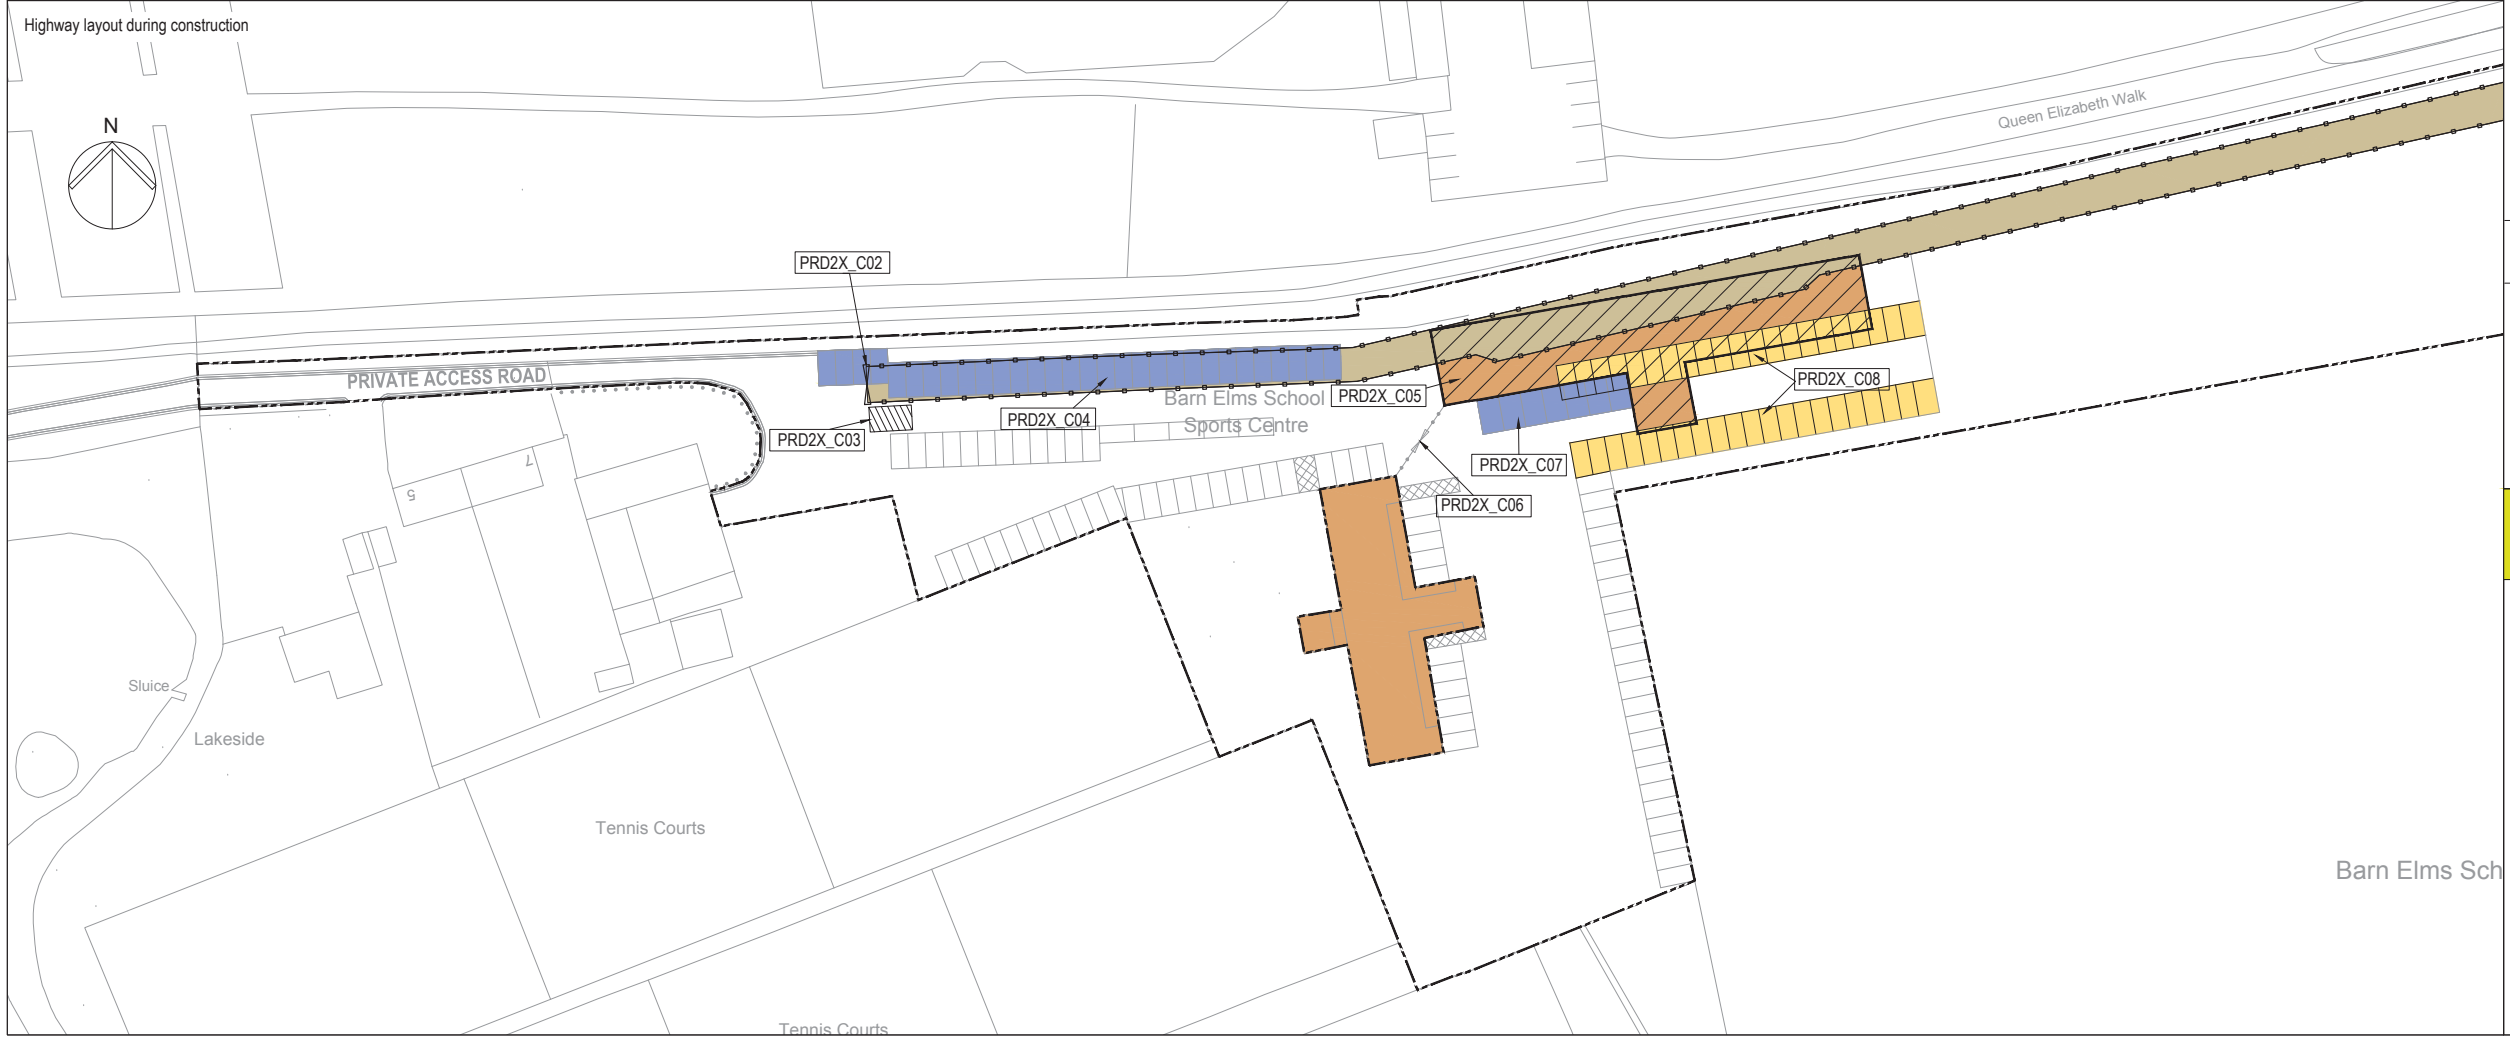 Highway layout during construction
N
Queen Elizabeth Walk
PRD2X_C02
PRIVATE ACCESS ROAD
PRD2X_C08
PRD2X_C05
Barn Elms School
Sports Centre
PRD2X_C04
PRD2X_C03
PRD2X_C07
7
5
PRD2X_C06
Sluice
Lakeside
Tennis Courts
Barn Elms Sch
Tennis Courts